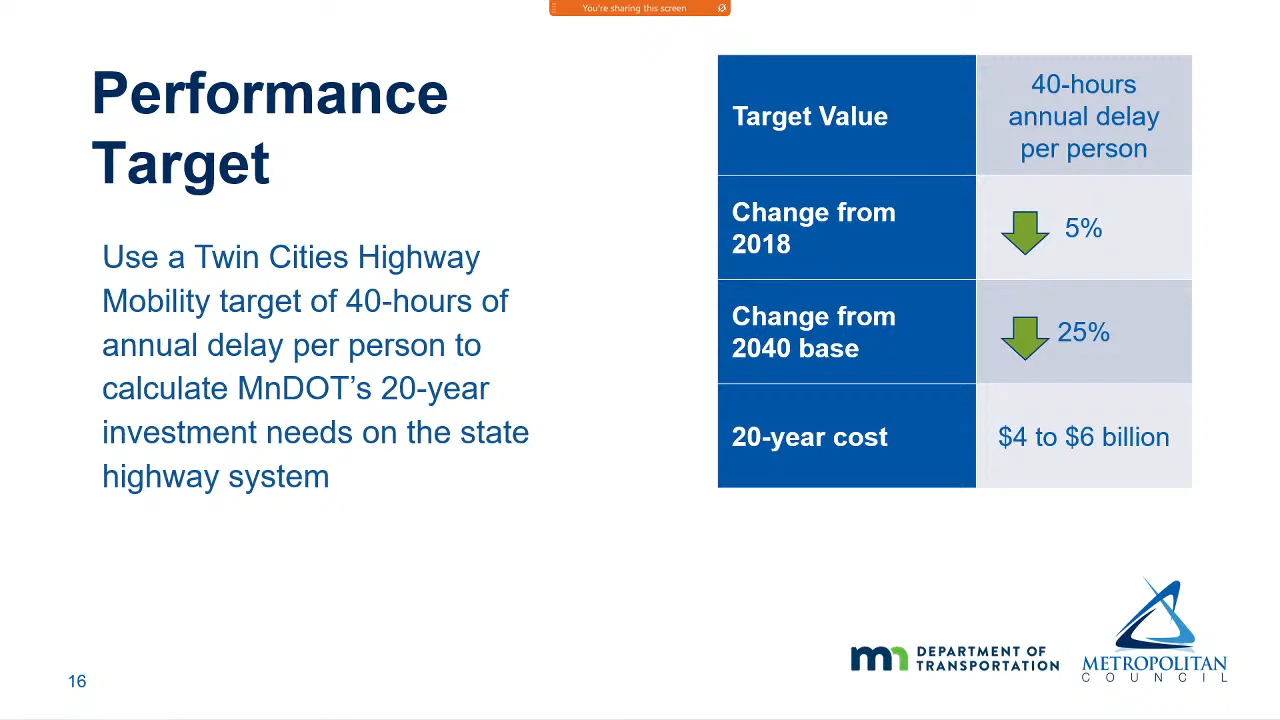 You're sharing this screen
Performance
Target
Use a Twin Cities Highway
Mobility target of 40-hours of
annual delay per person to
calculate MnDOT’s 20-year
investment needs on the state
highway system
Target Value
40-hours
annual delay
per person
Change from
2018
5%
Change from
2040 base
25%
20-year cost
$4 to $6 billion
mn DEPARTMENT OF
TRANSPORTATION
METROPOLITAN
COUNCIL
16